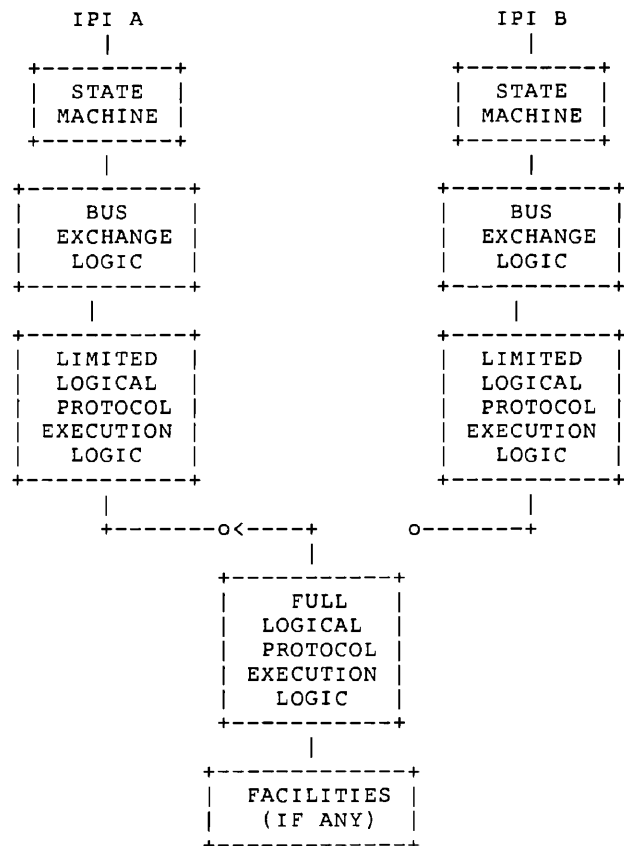 IPI A IPI B
STATE STATE
MACHINE MACHINE
BUS BUS
EXCHANGE EXCHANGE
LOGIC LOGIC
LIMITED LIMITED
LOGICAL LOGICAL
PROTOCOL PROTOCOL
EXECUTION EXECUTION
LOGIC LOGIC
FULL
LOGICAL
PROTOCOL
EXECUTION
LOGIC
FACILITIES
(IF ANY)